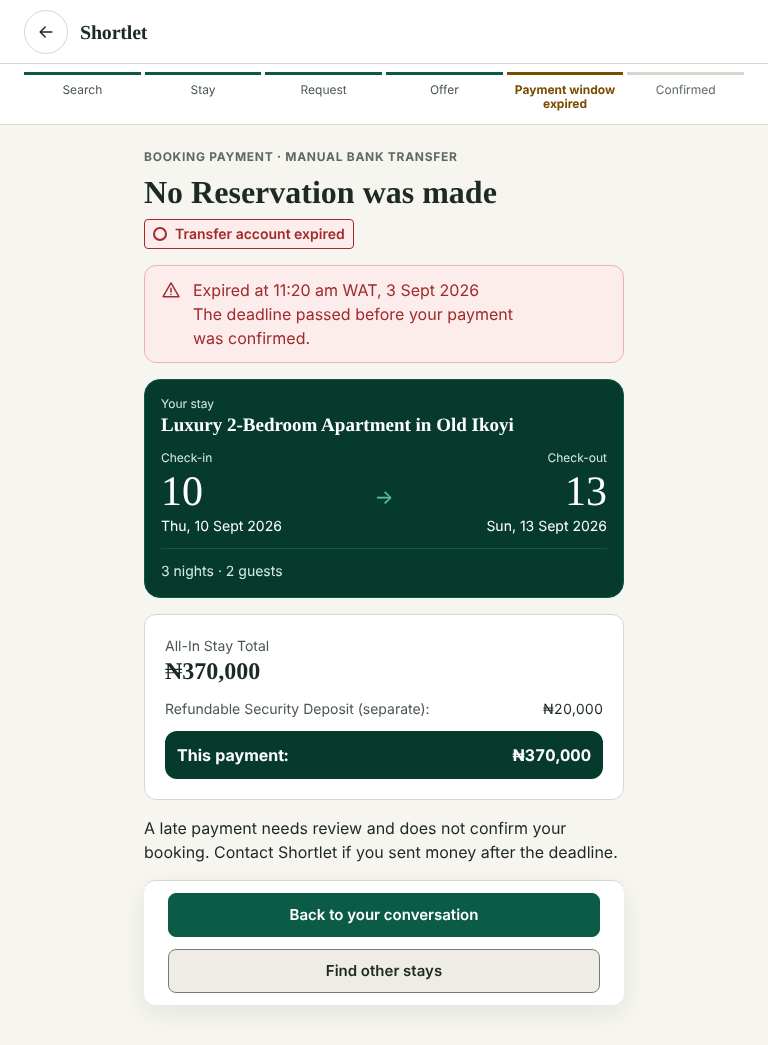 Shortlet
Search
Stay
Request
Offer
Payment window
expired
Confirmed
BOOKING PAYMENT · MANUAL BANK TRANSFER
No Reservation was made
Transfer account expired
Expired at 11:20 am WAT, 3 Sept 2026
The deadline passed before your payment
was confirmed.
Your stay
Luxury 2-Bedroom Apartment in Old Ikoyi
Check-in
Check-out
10
→
13
Thu, 10 Sept 2026
Sun, 13 Sept 2026
3 nights · 2 guests
All-In Stay Total
₦370,000
Refundable Security Deposit (separate):
₦20,000
This payment:
₦370,000
A late payment needs review and does not confirm your
booking. Contact Shortlet if you sent money after the deadline.
Back to your conversation
Find other stays